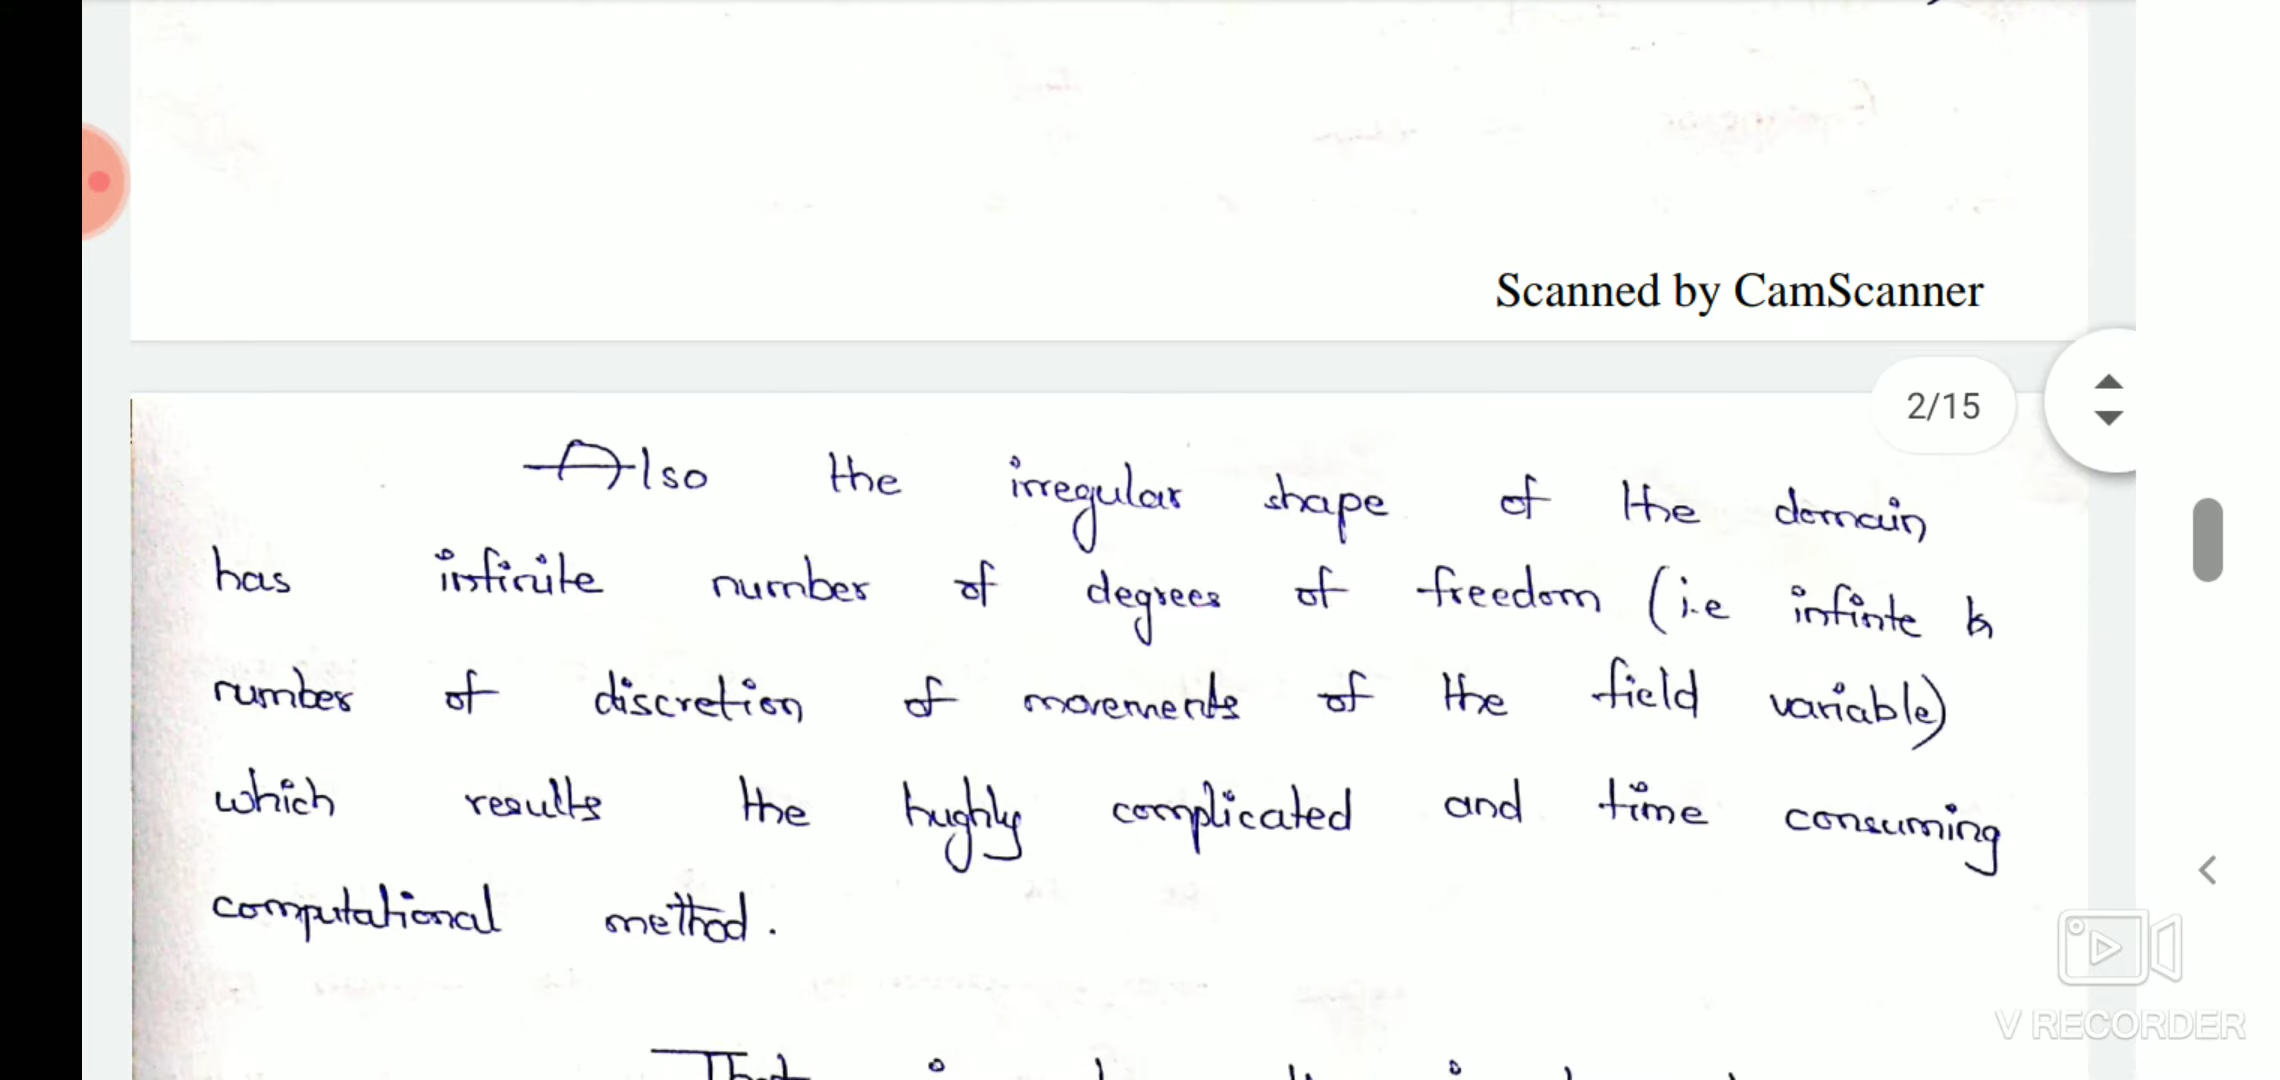 Scanned by CamScanner
2/15
Also the irregular shape of the domain
has infinite number of degrees of freedom (i.e infinte
number of discretion of movements of the field variable)
which results the hughly complicated and time consuming
computational method.
V RECORDER